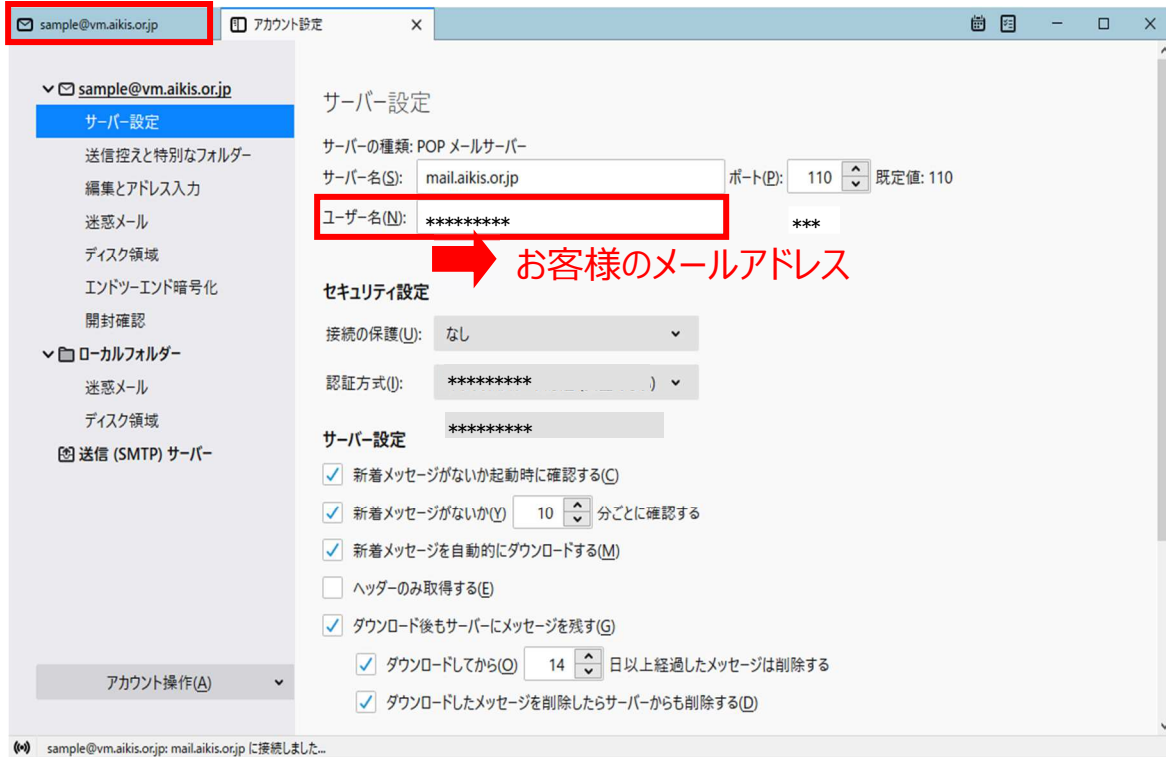 sample@vm.aikis.or.jp
アカウント設定
sample@vm.aikis.or.jp
サーバー設定
送信控えと特別なフォルダー
編集とアドレス入力
迷惑メール
ディスク領域
エンドツーエンド暗号化
開封確認
ローカルフォルダー
迷惑メール
ディスク領域
送信 (SMTP) サーバー
アカウント操作(A)
サーバー設定
サーバーの種類: POP メールサーバー
サーバー名(S): mail.aikis.or.jp ポート(P): 110 既定値: 110
ユーザー名(N): ********* ***
お客様のメールアドレス
セキュリティ設定
接続の保護(U): なし
認証方式(I): ********* )
*********
サーバー設定
新着メッセージがないか起動時に確認する(C)
新着メッセージがないか(Y) 10 分ごとに確認する
新着メッセージを自動的にダウンロードする(M)
ヘッダーのみ取得する(E)
ダウンロード後もサーバーにメッセージを残す(G)
ダウンロードしてから(O) 14 日以上経過したメッセージは削除する
ダウンロードしたメッセージを削除したらサーバーからも削除する(D)
sample@vm.aikis.or.jp: mail.aikis.or.jp に接続しました...